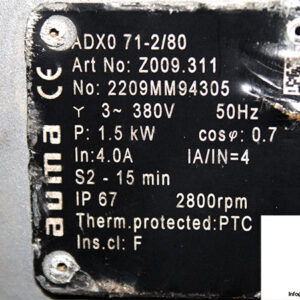 ADX0 71-2/80
Art No: Z009.311
No: 2209MM94305
Y 3~ 380V 50Hz
P: 1.5 kW cosφ: 0.7
In: 4.0A IA/IN=4
S2 - 15 min
IP 67 2800rpm
Therm.protected: PTC
Ins.cl: F
CE
auma